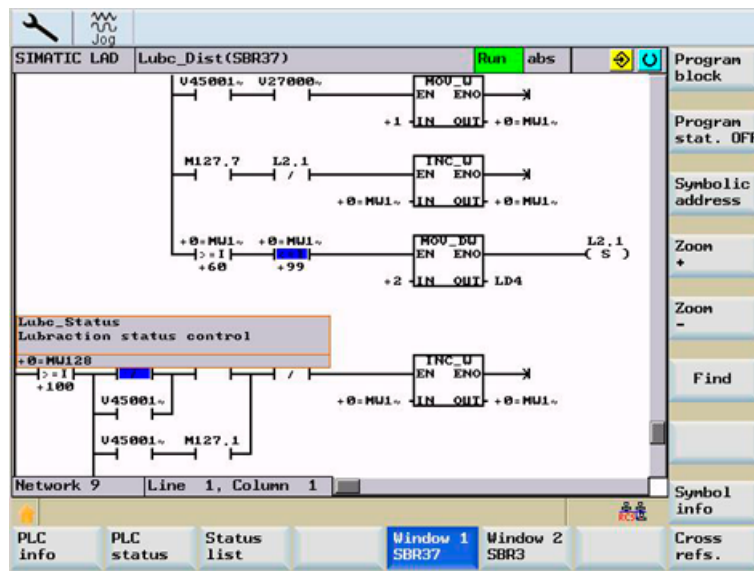 Jog
SIMATIC LAD Lubc_Dist(SBR37) Run abs
Program
block
V45001~ V27000~ MOV_W
EN ENO
+1 IN OUT +0=MW1~
Program
stat. OFF
M127.7 L2.1 INC_W
/ EN ENO
+0=MW1~ IN OUT +0=MW1~
Symbolic
address
+0=MW1~ +0=MW1~ MOV_DW L2.1
>=I EN ENO ( S )
+60 +99
+2 IN OUT LD4
Zoom
+
Lubc_Status
Lubraction status control
Zoom
-
+0=MW128 INC_W
>=I / / EN ENO
+100
V45001~ +0=MW1~ IN OUT +0=MW1~
Find
V45001~ M127.1
Network 9 Line 1, Column 1
Symbol
info
RCS
PLC
info
PLC
status
Status
list
Window 1
SBR37
Window 2
SBR3
Cross
refs.